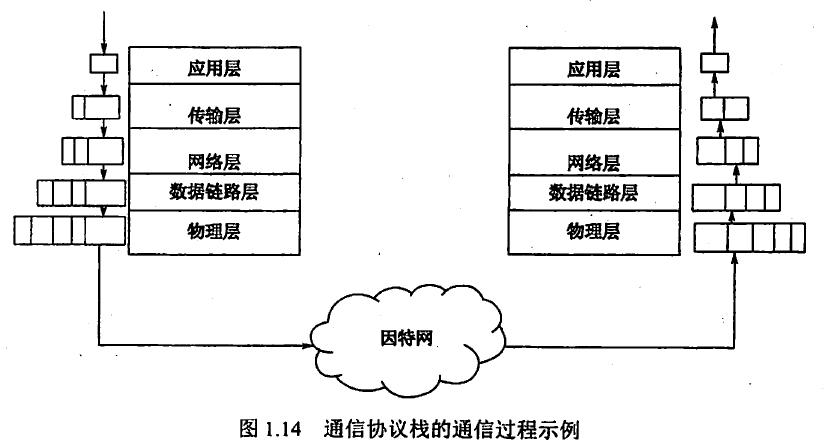 应用层
传输层
网络层
数据链路层
物理层
应用层
传输层
网络层
数据链路层
物理层
因特网
图 1.14 通信协议栈的通信过程示例